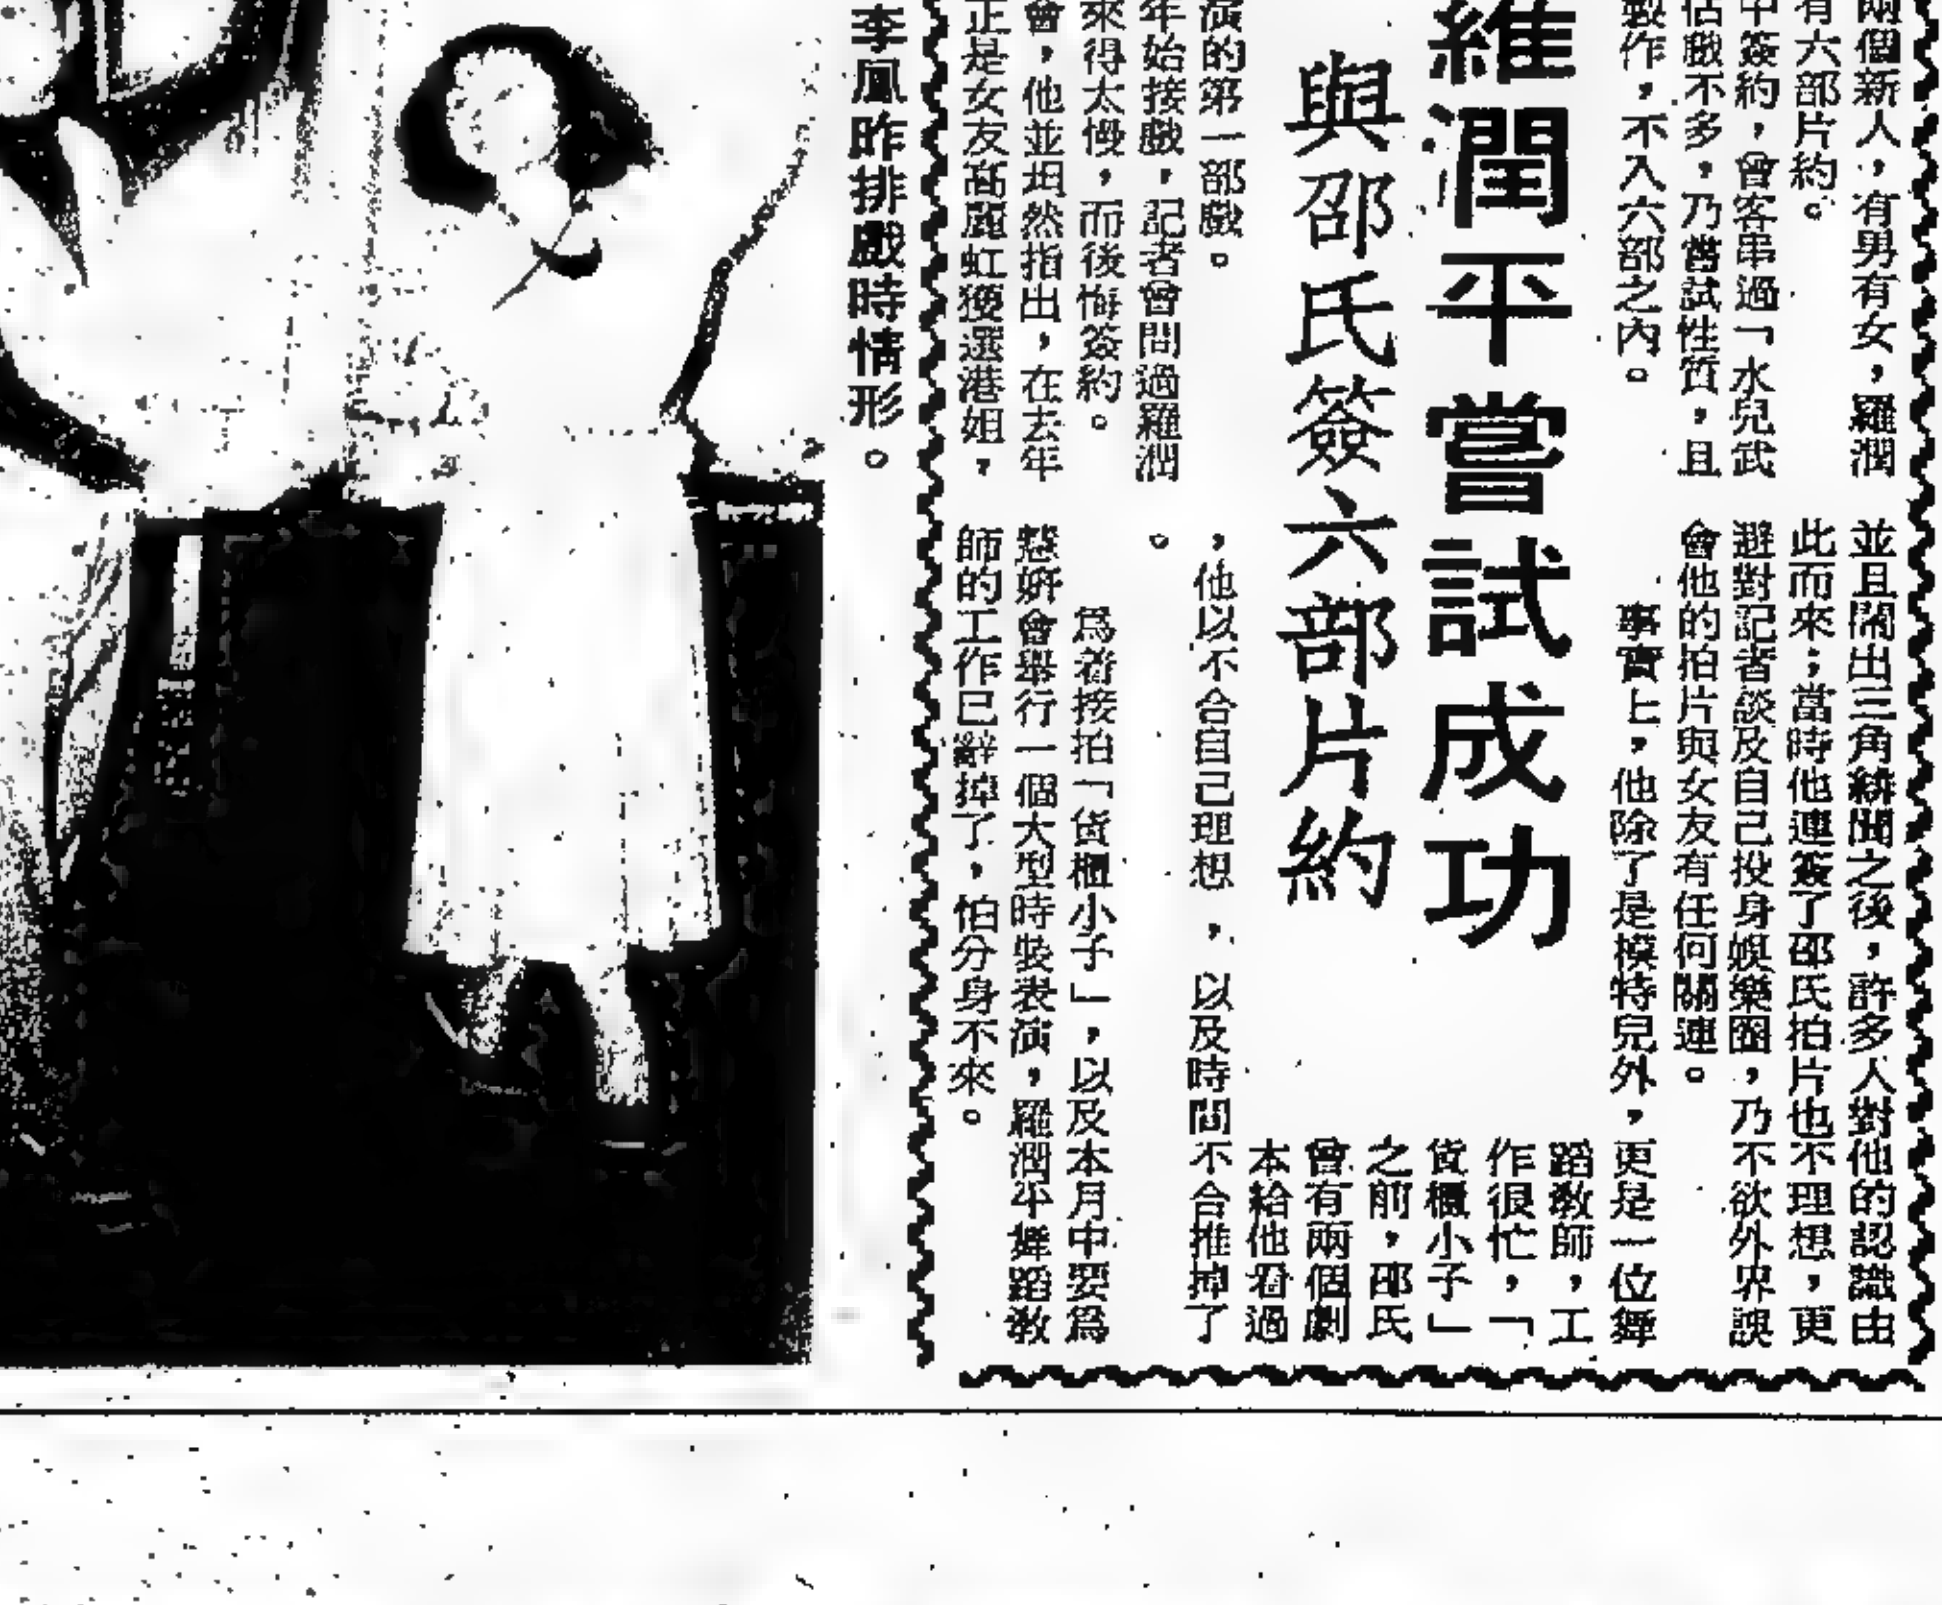 羅潤平嘗試成功
與邵氏簽六部片約
兩個新人，有男有女，羅潤
有六部片約。
中簽約，曾客串過「水兒武
佔戲不多，乃嘗試性質，且
製作，不入六部之內。
演的第一部戲。
年始接戲，記者曾問過羅潤
來得太慢，而後悔簽約。
會，他並坦然指出，在去年
正是女友高麗虹獲選港姐，
並且鬧出三角緋聞之後，許多人對他的認識由
此而來；當時他連簽了邵氏拍片也不理想，更
避對記者談及自己投身娛樂圈，乃不欲外界誤
會他的拍片與女友有任何關連。
事實上，他除了是模特兒外，更是一位舞
蹈教師，工
作很忙，「
貨櫃小子」
之前，邵氏
曾有兩個劇
本給他看過
，他以不合自己理想，以及時間不合推掉了
。
爲着接拍「貨櫃小子」，以及本月中要爲
慧妍會舉行一個大型時裝表演，羅潤平舞蹈教
師的工作已辭掉了，怕分身不來。
李鳳昨排戲時情形。